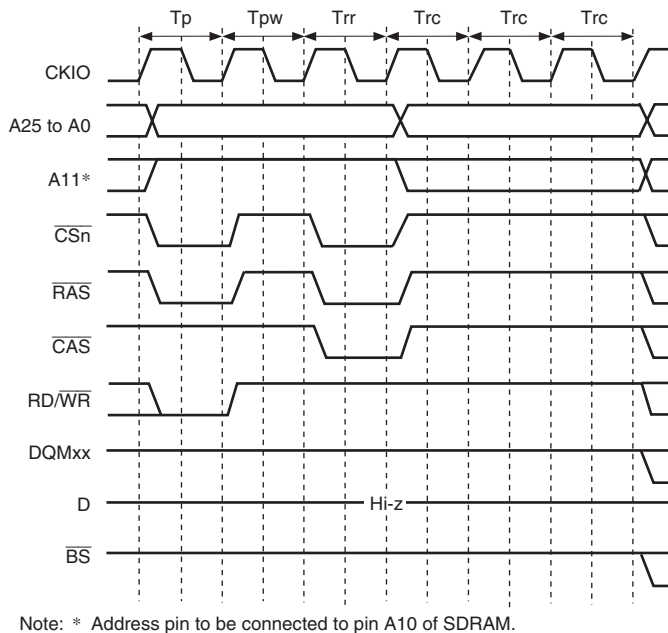 Tp Tpw Trr Trc Trc Trc
CKIO
A25 to A0
A11*
CSn
RAS
CAS
RD/WR
DQMxx
D Hi-z
BS
Note: * Address pin to be connected to pin A10 of SDRAM.